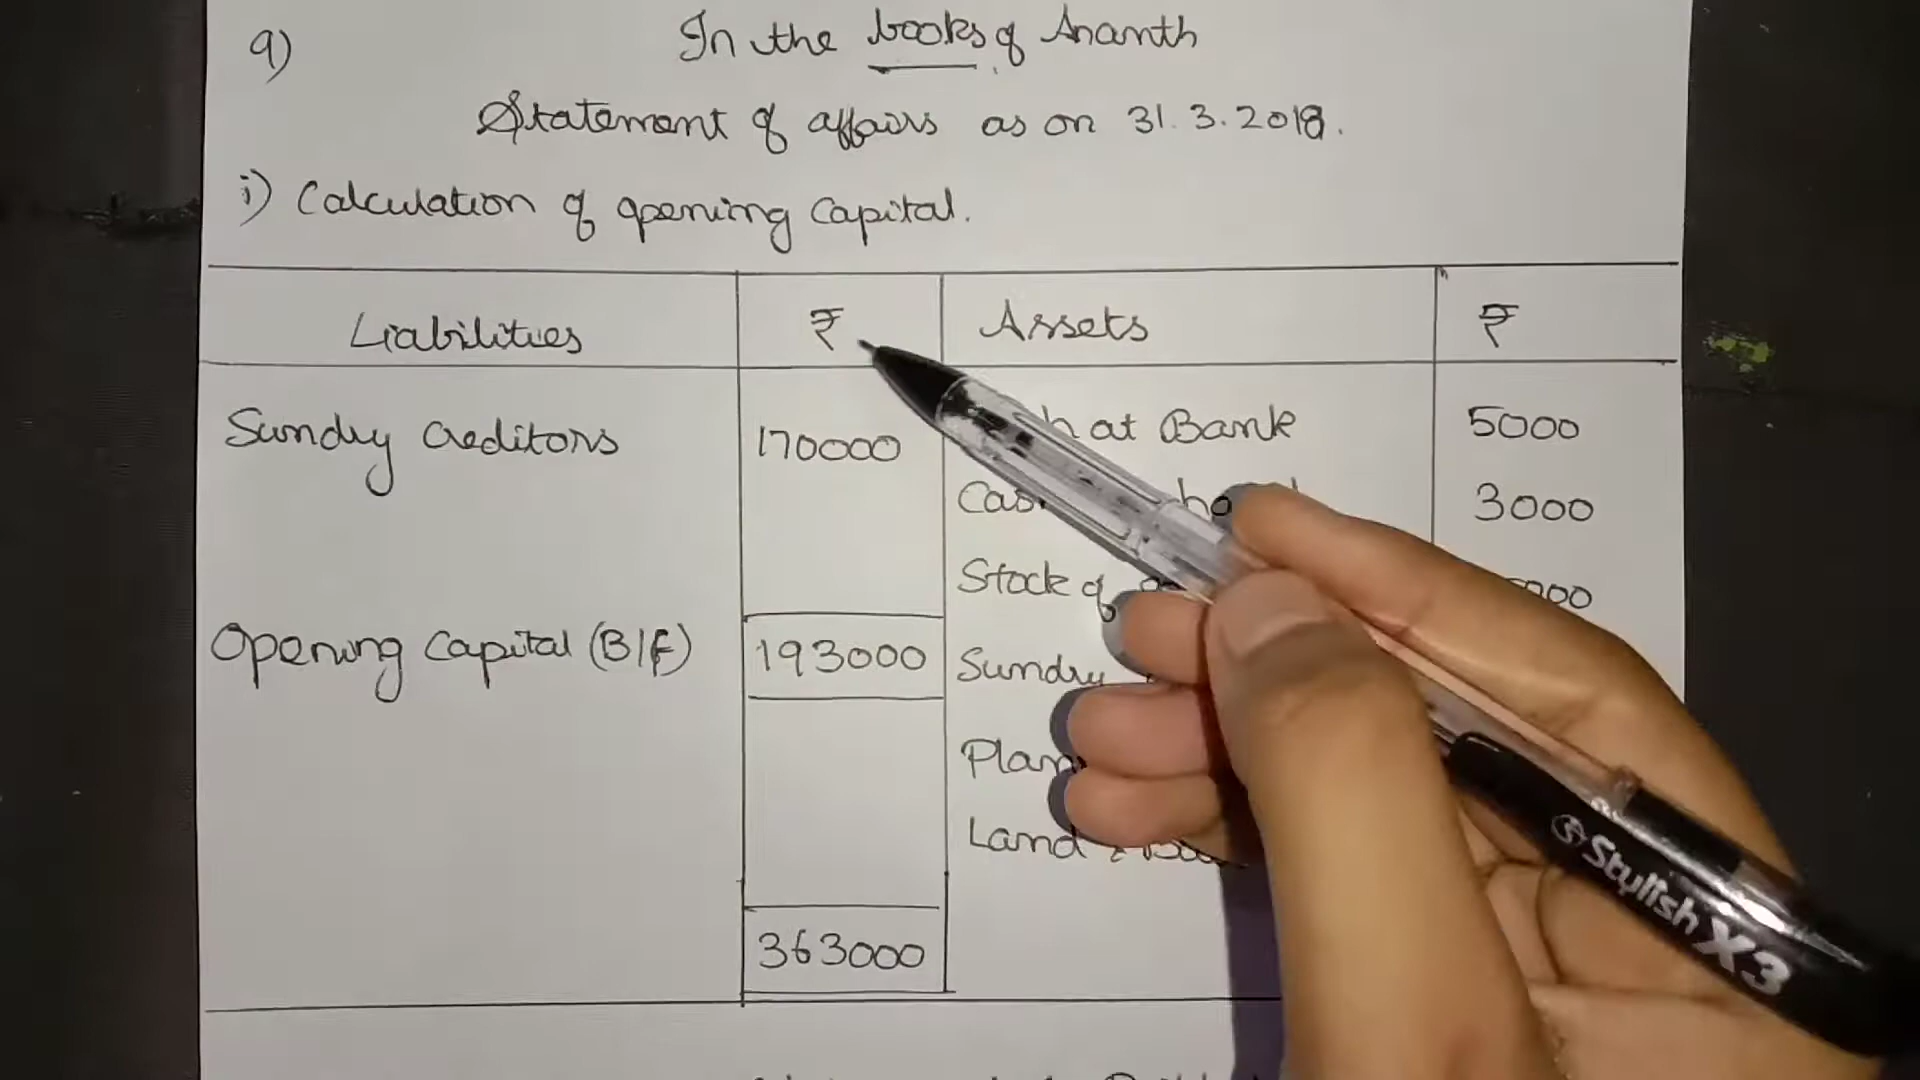 9)
In the books of Ananth
Statement of affairs as on 31.3.2018.
i) Calculation of opening capital.
Liabilities ₹ Assets ₹
Sundry creditors 170000 at Bank 5000
3000
Stock of
Opening capital (B/F) 193000 Sundry
Land
363000
Stylish X3